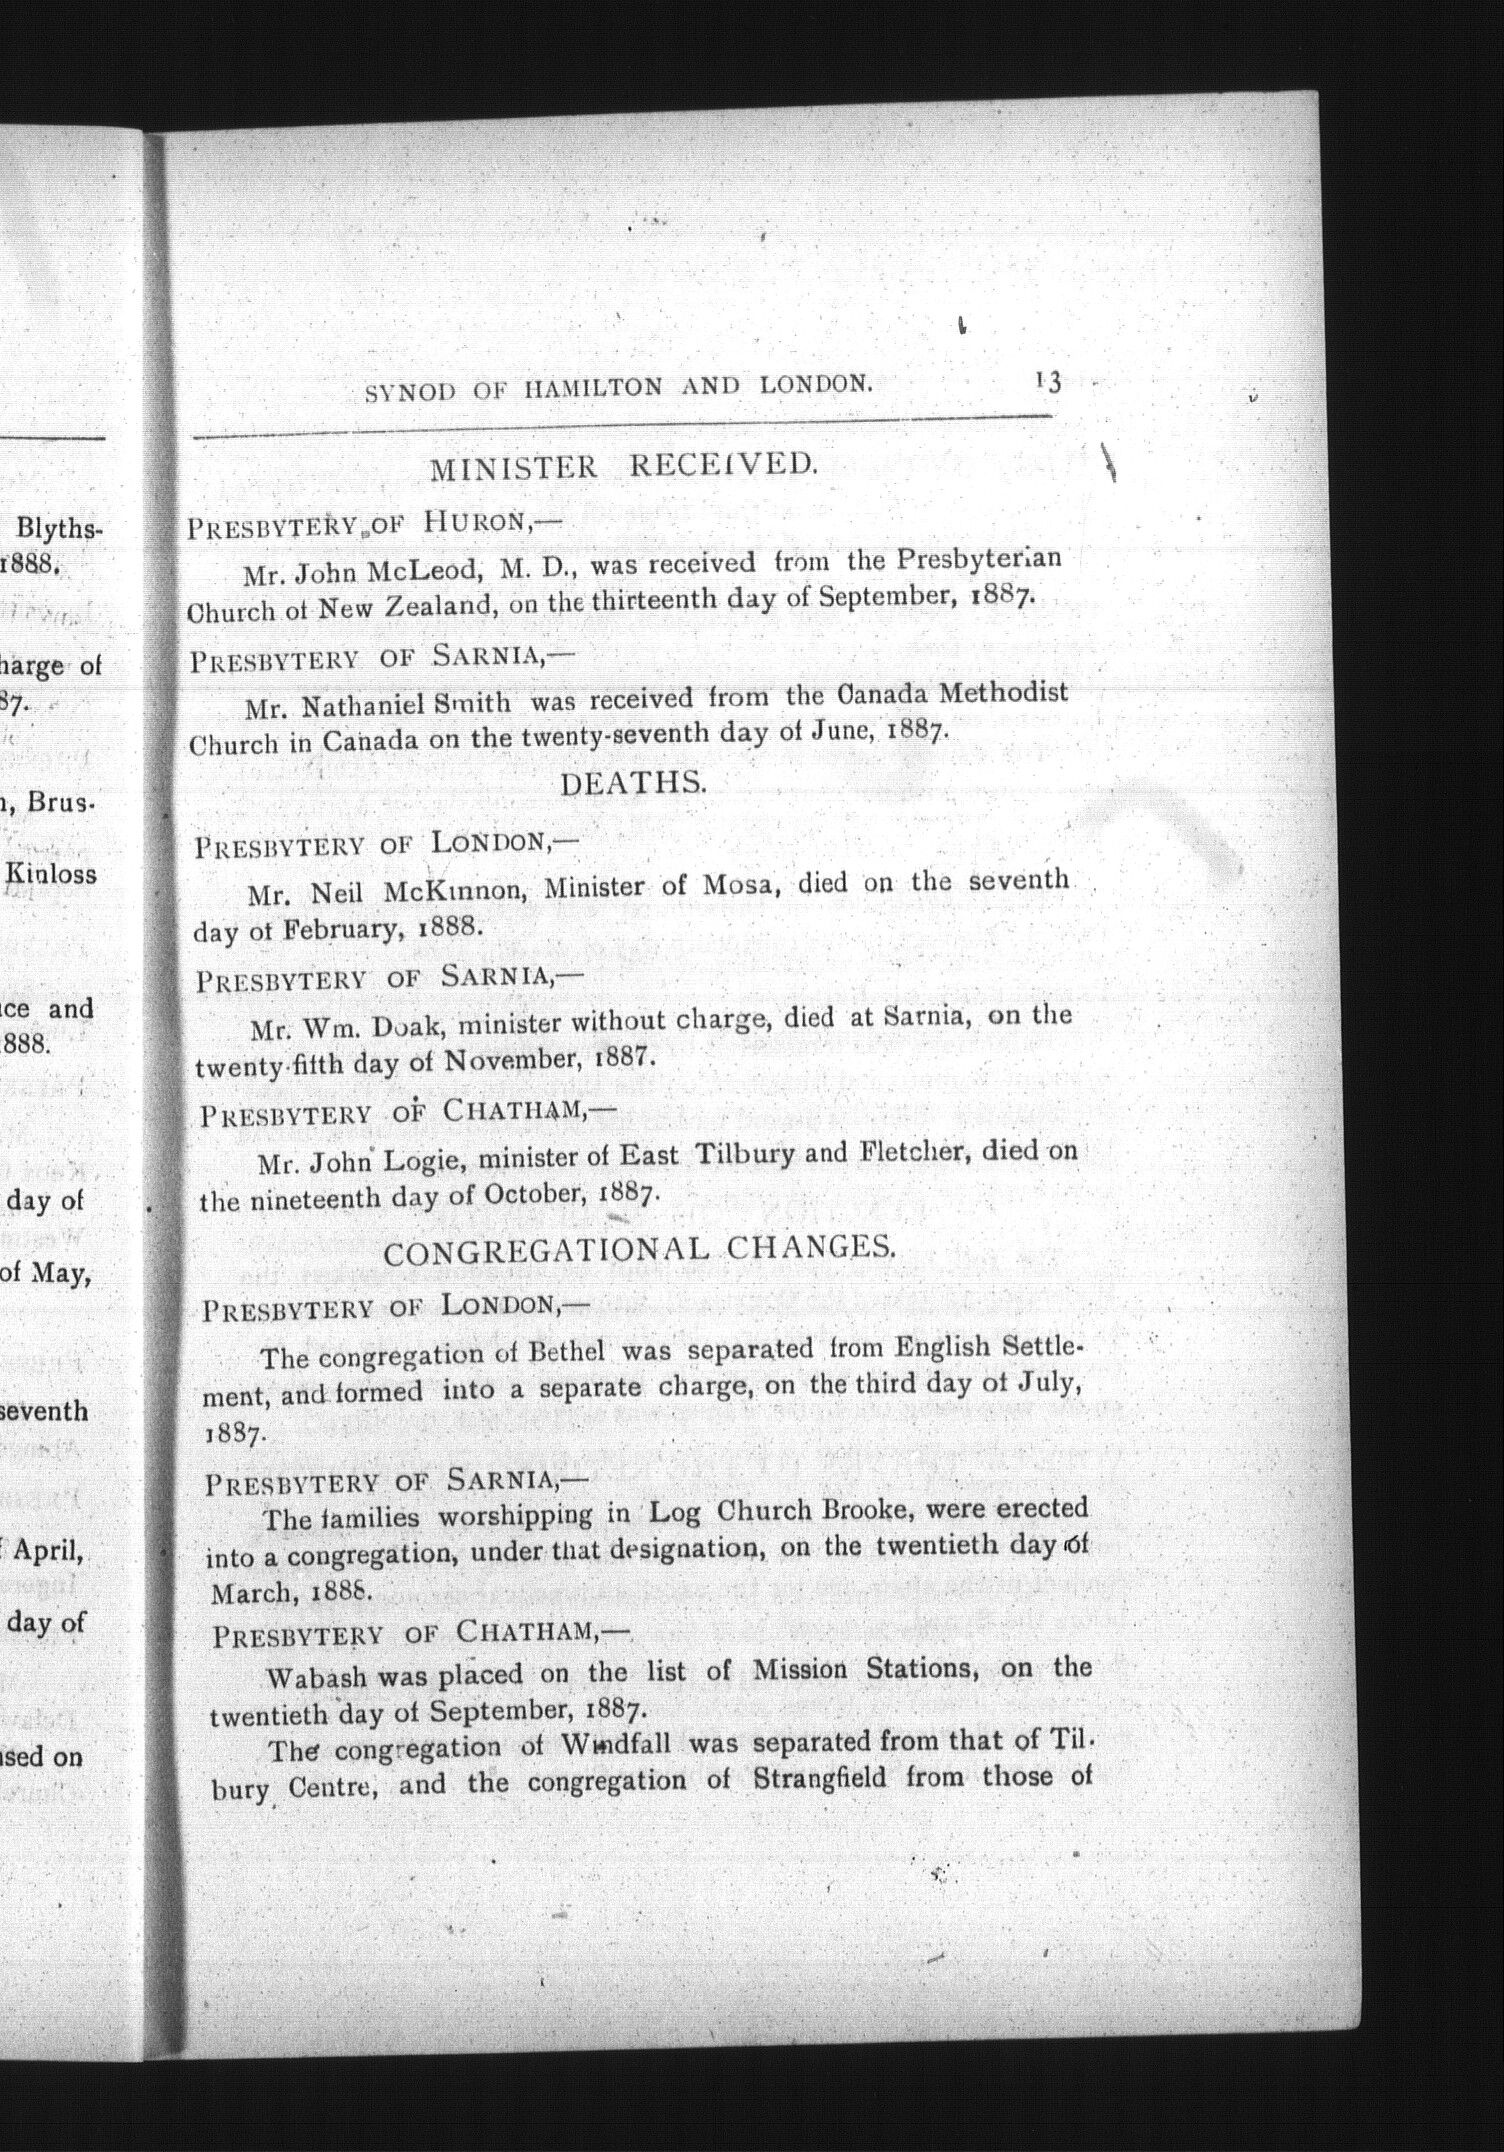 Blyths-
1888.
harge of
87.
n, Brus-
Kinloss
ice and
1888.
day of
of May,
seventh
April,
day of
ised on
SYNOD OF HAMILTON AND LONDON. 13
MINISTER RECEIVED.
PRESBYTERY OF HURON,—
Mr. John McLeod, M. D., was received from the Presbyterian
Church of New Zealand, on the thirteenth day of September, 1887.
PRESBYTERY OF SARNIA,—
Mr. Nathaniel Smith was received from the Canada Methodist
Church in Canada on the twenty-seventh day of June, 1887.
DEATHS.
PRESBYTERY OF LONDON,—
Mr. Neil McKinnon, Minister of Mosa, died on the seventh
day of February, 1888.
PRESBYTERY OF SARNIA,—
Mr. Wm. Doak, minister without charge, died at Sarnia, on the
twenty-fifth day of November, 1887.
PRESBYTERY OF CHATHAM,—
Mr. John Logie, minister of East Tilbury and Fletcher, died on
the nineteenth day of October, 1887.
CONGREGATIONAL CHANGES.
PRESBYTERY OF LONDON,—
The congregation of Bethel was separated from English Settle-
ment, and formed into a separate charge, on the third day of July,
1887.
PRESBYTERY OF SARNIA,—
The families worshipping in Log Church Brooke, were erected
into a congregation, under that designation, on the twentieth day of
March, 1888.
PRESBYTERY OF CHATHAM,—
Wabash was placed on the list of Mission Stations, on the
twentieth day of September, 1887.
The congregation of Windfall was separated from that of Til-
bury Centre, and the congregation of Strangfield from those of